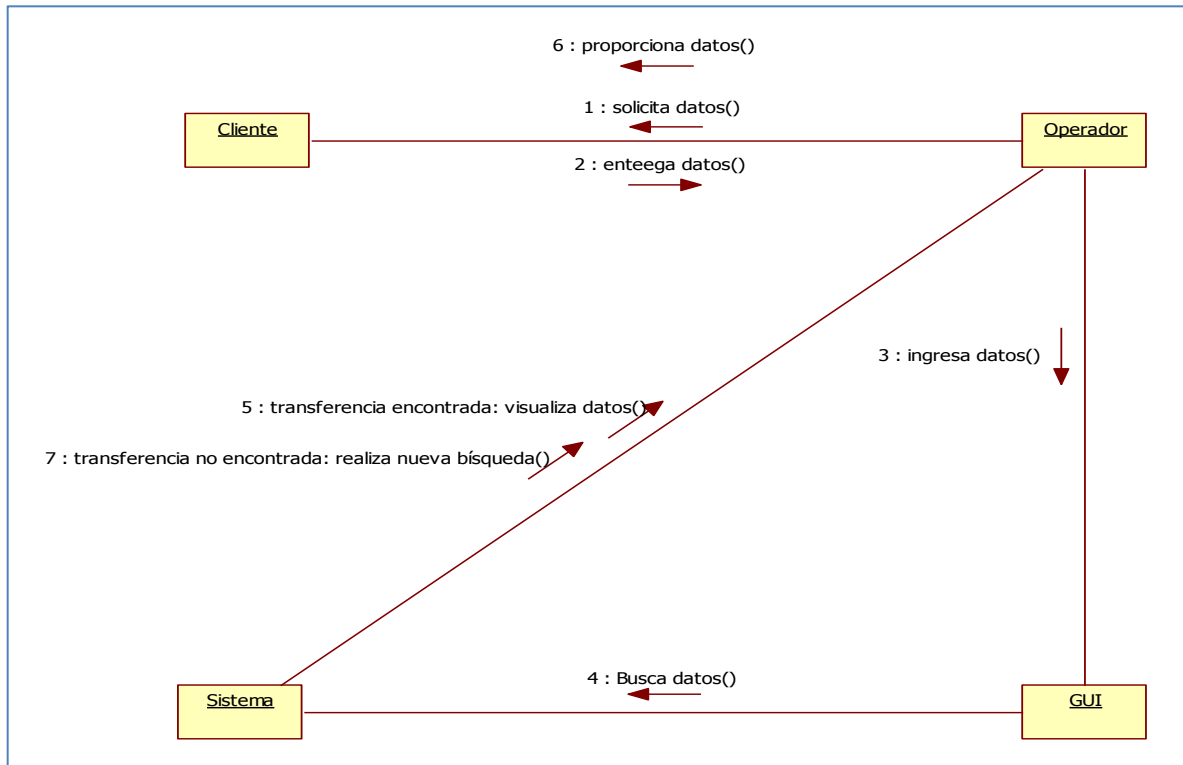 6 : proporciona datos()
1 : solicita datos()
Cliente
Operador
2 : enteega datos()
3 : ingresa datos()
5 : transferencia encontrada: visualiza datos()
7 : transferencia no encontrada: realiza nueva bísqueda()
4 : Busca datos()
Sistema
GUI